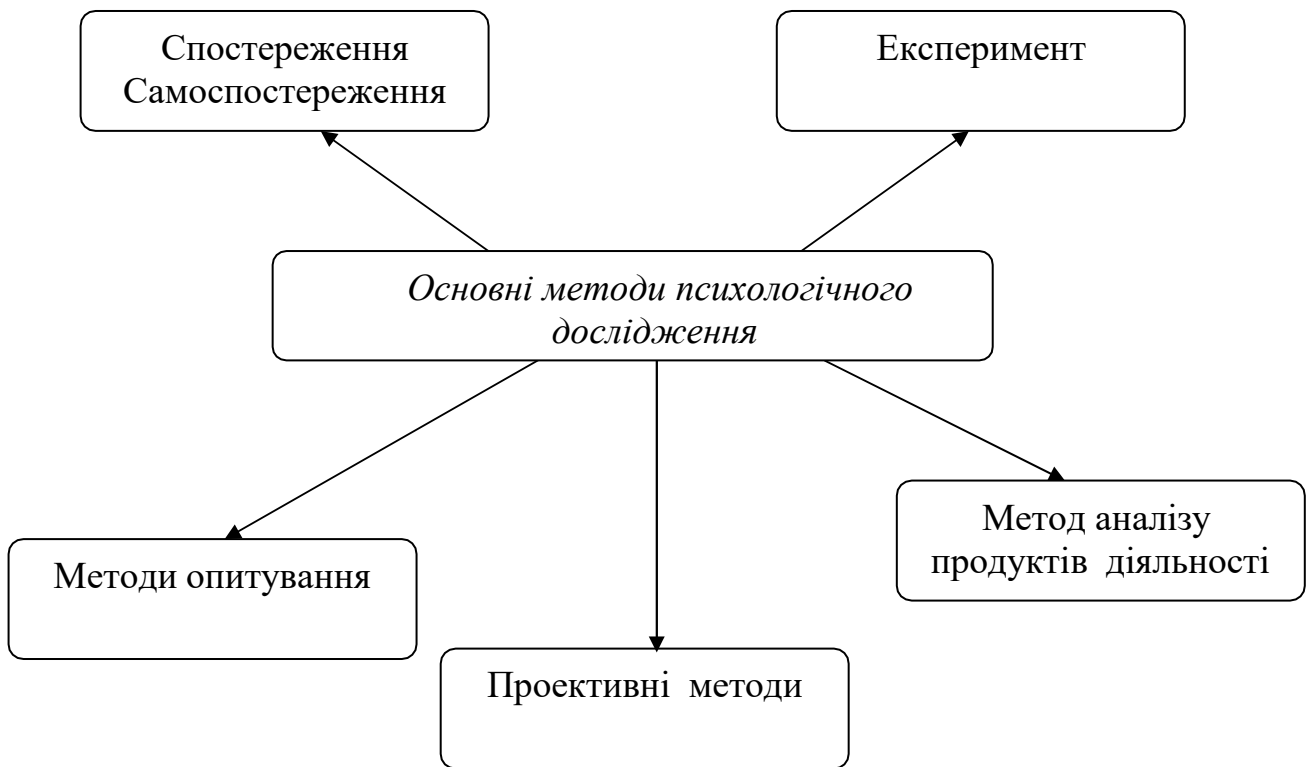 Спостереження
Самоспостереження
Експеримент
Основні методи психологічного
дослідження
Методи опитування
Проективні методи
Метод аналізу
продуктів діяльності